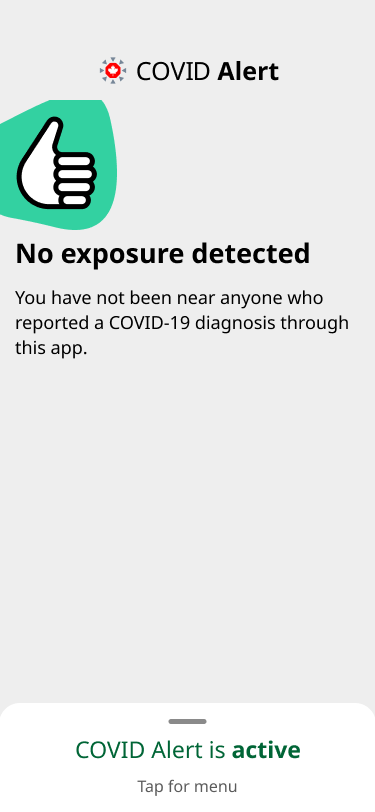 COVID Alert
No exposure detected
You have not been near anyone who
reported a COVID-19 diagnosis through
this app.
COVID Alert is active
Tap for menu